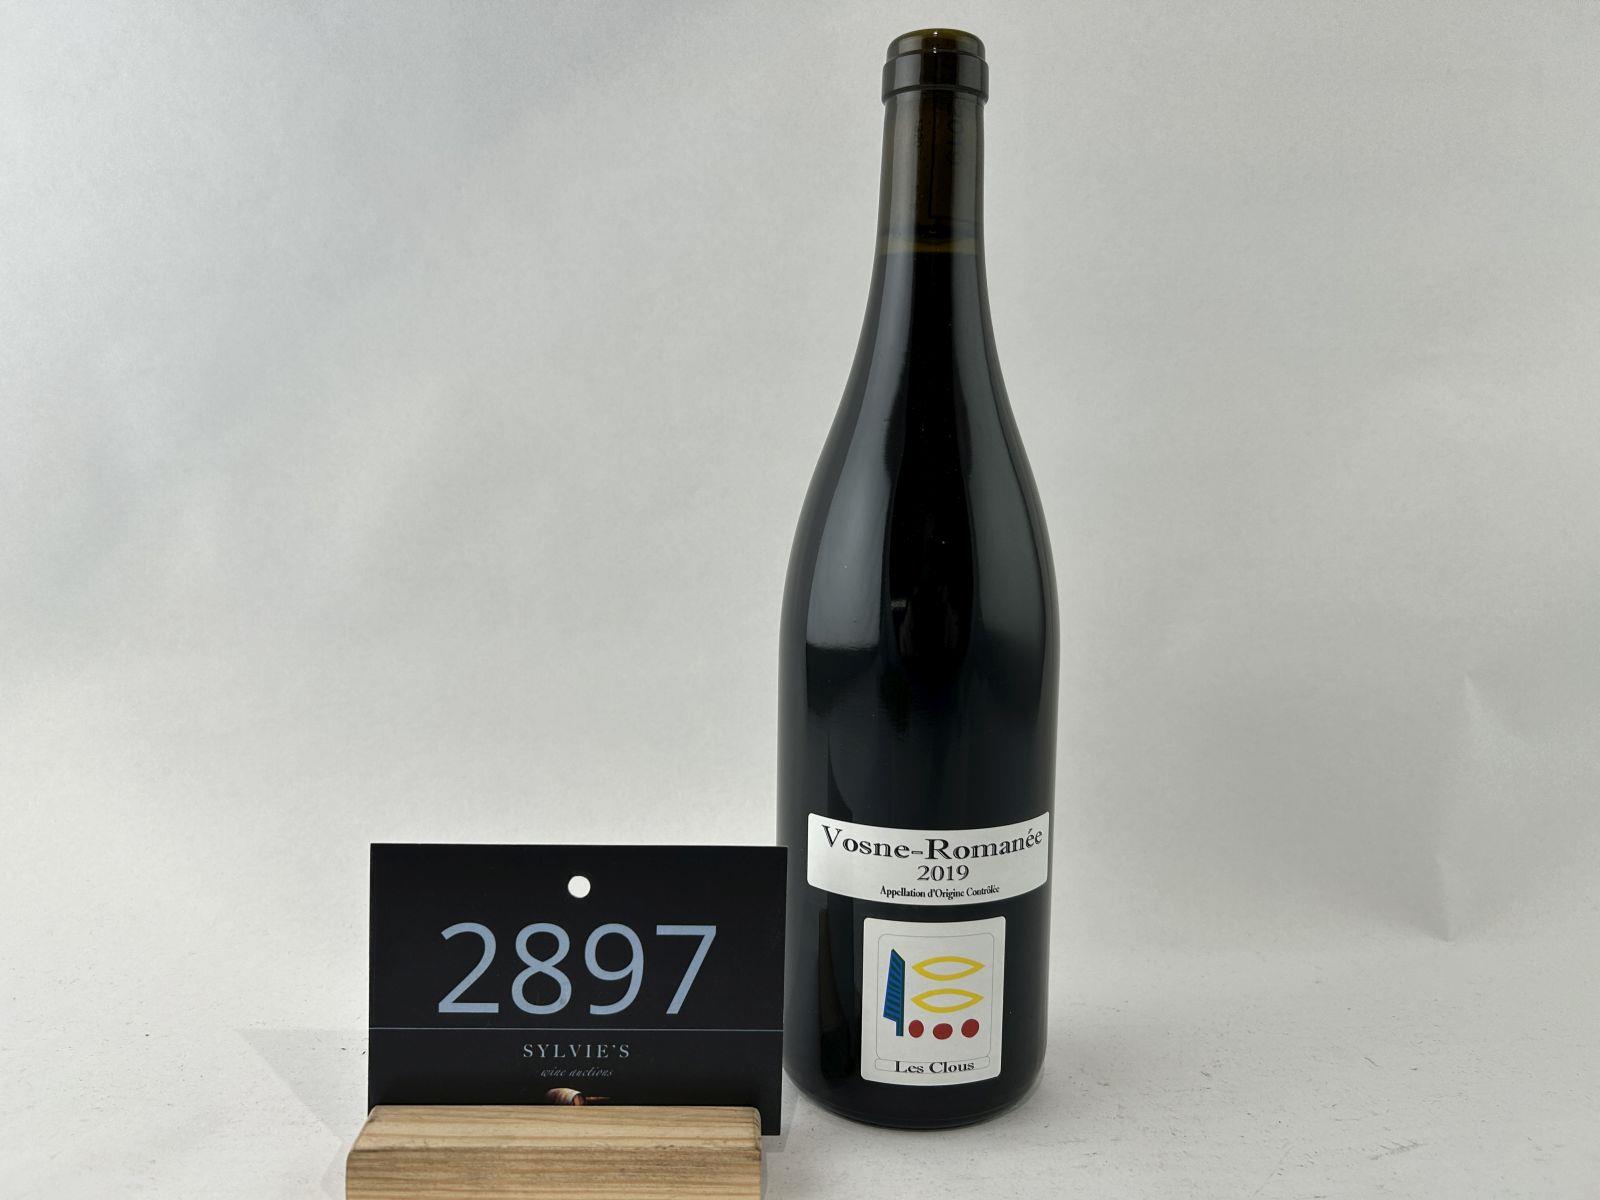 Vosne-Romanée
2019
Appellation d'Origine Contrôlée
Les Clous
2897
SYLVIE'S
wine auctions